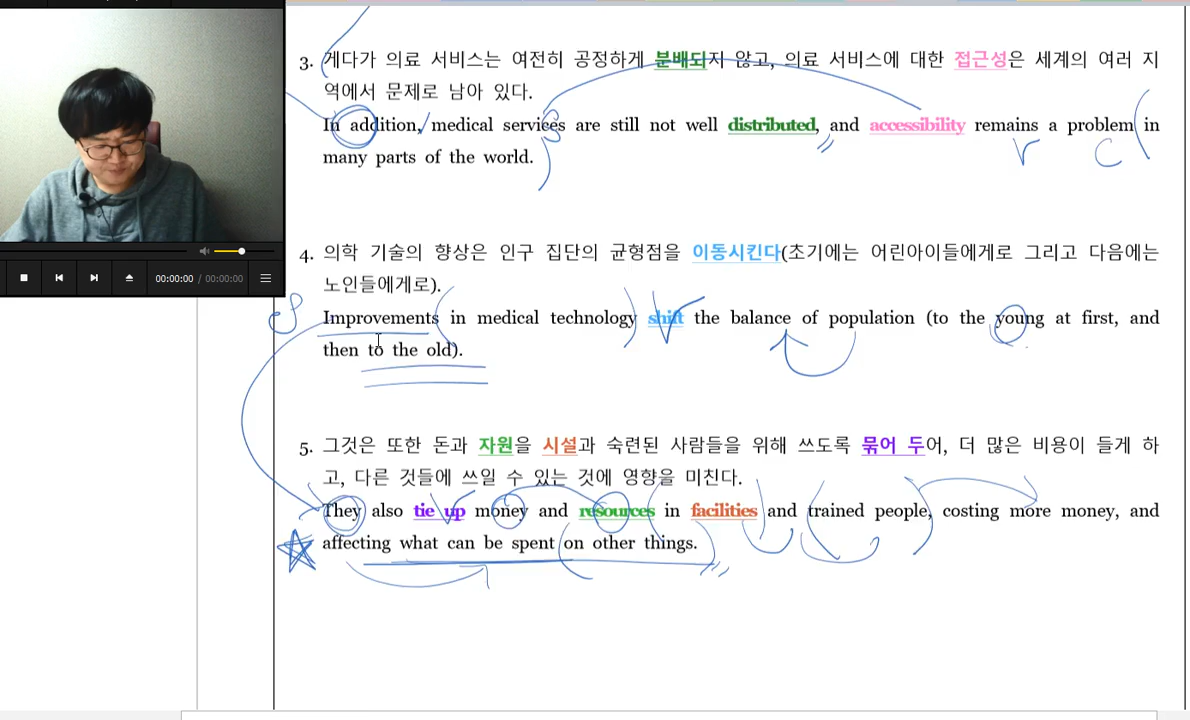 3. 게다가 의료 서비스는 여전히 공정하게 분배되지 않고, 의료 서비스에 대한 접근성은 세계의 여러 지
역에서 문제로 남아 있다.
In addition, medical services are still not well distributed, and accessibility remains a problem in
many parts of the world.
S
V C
4. 의학 기술의 향상은 인구 집단의 균형점을 이동시킨다(초기에는 어린아이들에게로 그리고 다음에는
노인들에게로).
Improvements in medical technology shift the balance of population (to the young at first, and
then to the old).
00:00:00 / 00:00:00
5. 그것은 또한 돈과 자원을 시설과 숙련된 사람들을 위해 쓰도록 묶어 두어, 더 많은 비용이 들게 하
고, 다른 것들에 쓰일 수 있는 것에 영향을 미친다.
They also tie up money and resources in facilities and trained people, costing more money, and
affecting what can be spent on other things.